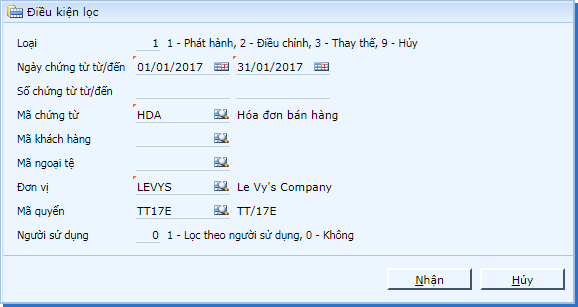 Điều kiện lọc
Loại 1 1 - Phát hành, 2 - Điều chỉnh, 3 - Thay thế, 9 - Hủy
Ngày chứng từ từ/đến 01/01/2017 31/01/2017
Số chứng từ từ/đến
Mã chứng từ HDA Hóa đơn bán hàng
Mã khách hàng
Mã ngoại tệ
Đơn vị LEVYS Le Vy's Company
Mã quyển TT17E TT/17E
Người sử dụng 0 1 - Lọc theo người sử dụng, 0 - Không
Nhận Hủy